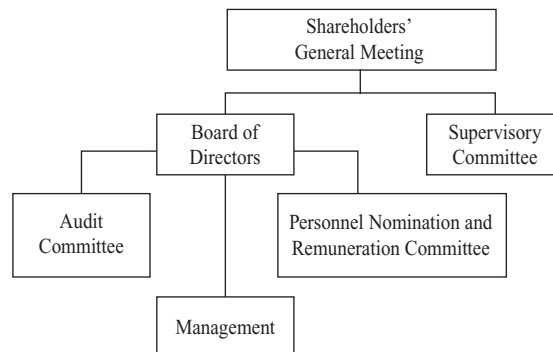 Shareholders’
General Meeting
Board of
Directors
Supervisory
Committee
Audit
Committee
Personnel Nomination and
Remuneration Committee
Management